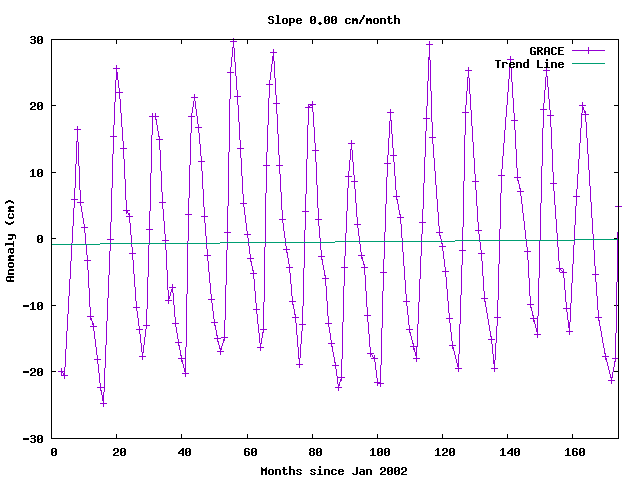 Slope 0.00 cm/month
GRACE
Trend Line
30
20
10
0
-10
-20
-30
Anomaly (cm)
0 20 40 60 80 100 120 140 160
Months since Jan 2002